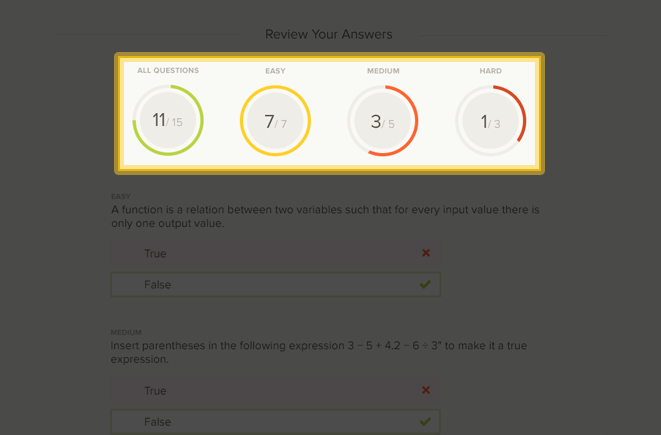 Review Your Answers
ALL QUESTIONS
EASY
MEDIUM
HARD
11/ 15
7/ 7
3/ 5
1/ 3
EASY
A function is a relation between two variables such that for every input value there is
only one output value.
True
False
MEDIUM
Insert parentheses in the following expression 3 − 5 + 4.2 − 6 ÷ 3" to make it a true
expression.
True
False